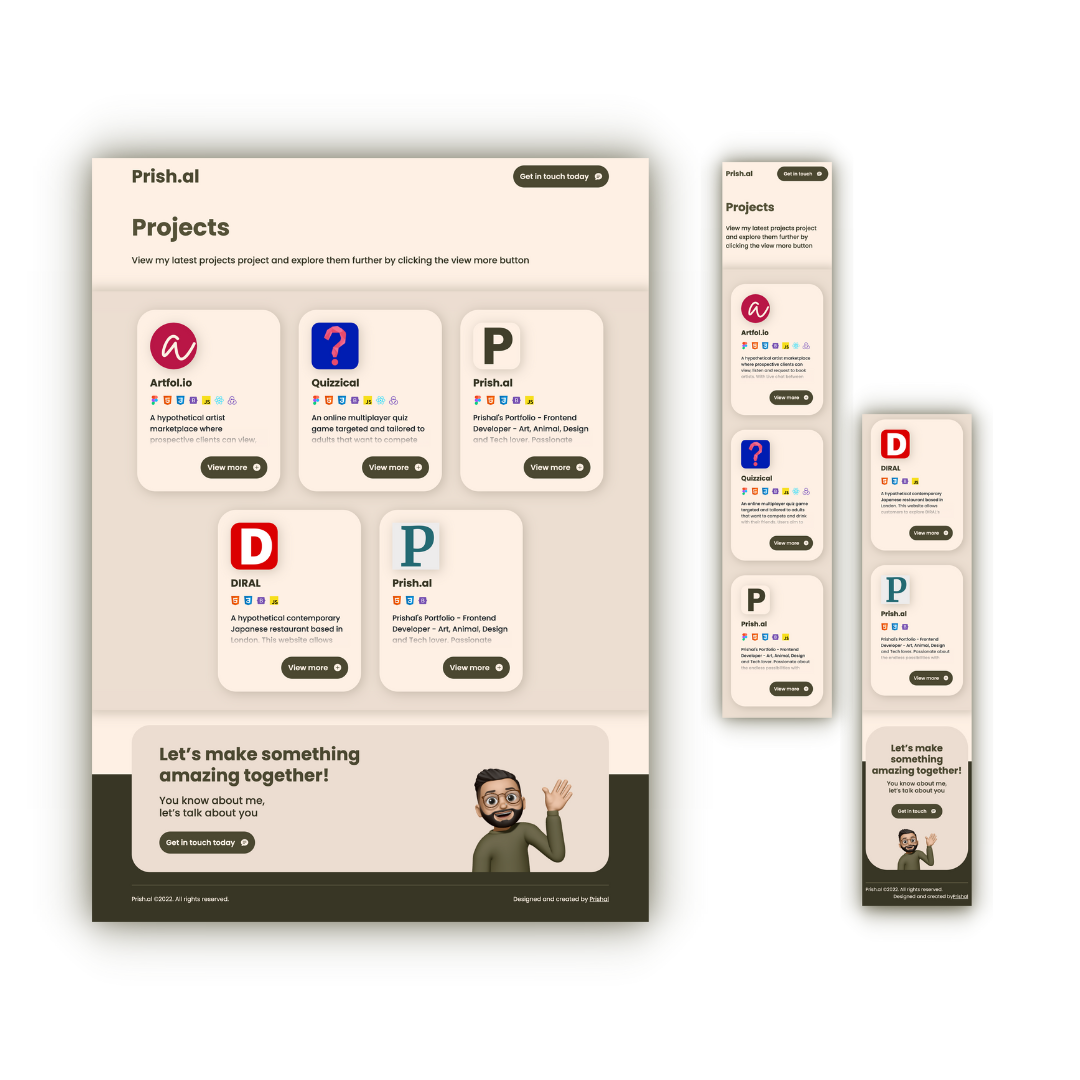 Prish.al
Get in touch today
Projects
View my latest projects project and explore them further by clicking the view more button
a
?
P
Artfol.io
Quizzical
Prish.al
JS
JS
JS
A hypothetical artist
marketplace where
prospective clients can view,
An online multiplayer quiz
game targeted and tailored to
adults that want to compete
Prishal's Portfolio - Frontend
Developer - Art, Animal, Design
and Tech lover. Passionate
View more
View more
View more
D
P
DIRAL
Prish.al
JS
A hypothetical contemporary
Japanese restaurant based in
London. This website allows
Prishal's Portfolio - Frontend
Developer - Art, Animal, Design
and Tech lover. Passionate
View more
View more
Let's make something
amazing together!
You know about me,
let's talk about you
Get in touch today
Prish.al ©2022. All rights reserved.
Designed and created by Prishal
Prish.al
Get in touch
Projects
View my latest projects project
and explore them further by
clicking the view more button
a
Artfol.io
JS
A hypothetical artist marketplace
where prospective clients can
view, listen and request to book
artists. With live chat between
View more
?
Quizzical
JS
An online multiplayer quiz game
targeted and tailored to adults
that want to compete and drink
with their friends. Users able to
View more
P
Prish.al
JS
Prishal's Portfolio - Frontend
Developer - Art, Animal, Design
and Tech lover. Passionate about
the endless possibilities with
View more
D
DIRAL
JS
A hypothetical contemporary
Japanese restaurant based in
London. This website allows
customers to explore DIRAL's
View more
P
Prish.al
Prishal's Portfolio - Frontend
Developer - Art, Animal, Design
and Tech lover. Passionate about
the endless possibilities with
View more
Let's make
something
amazing together!
You know about me,
let's talk about you
Get in touch
Prish.al ©2022. All rights reserved.
Designed and created byPrishal